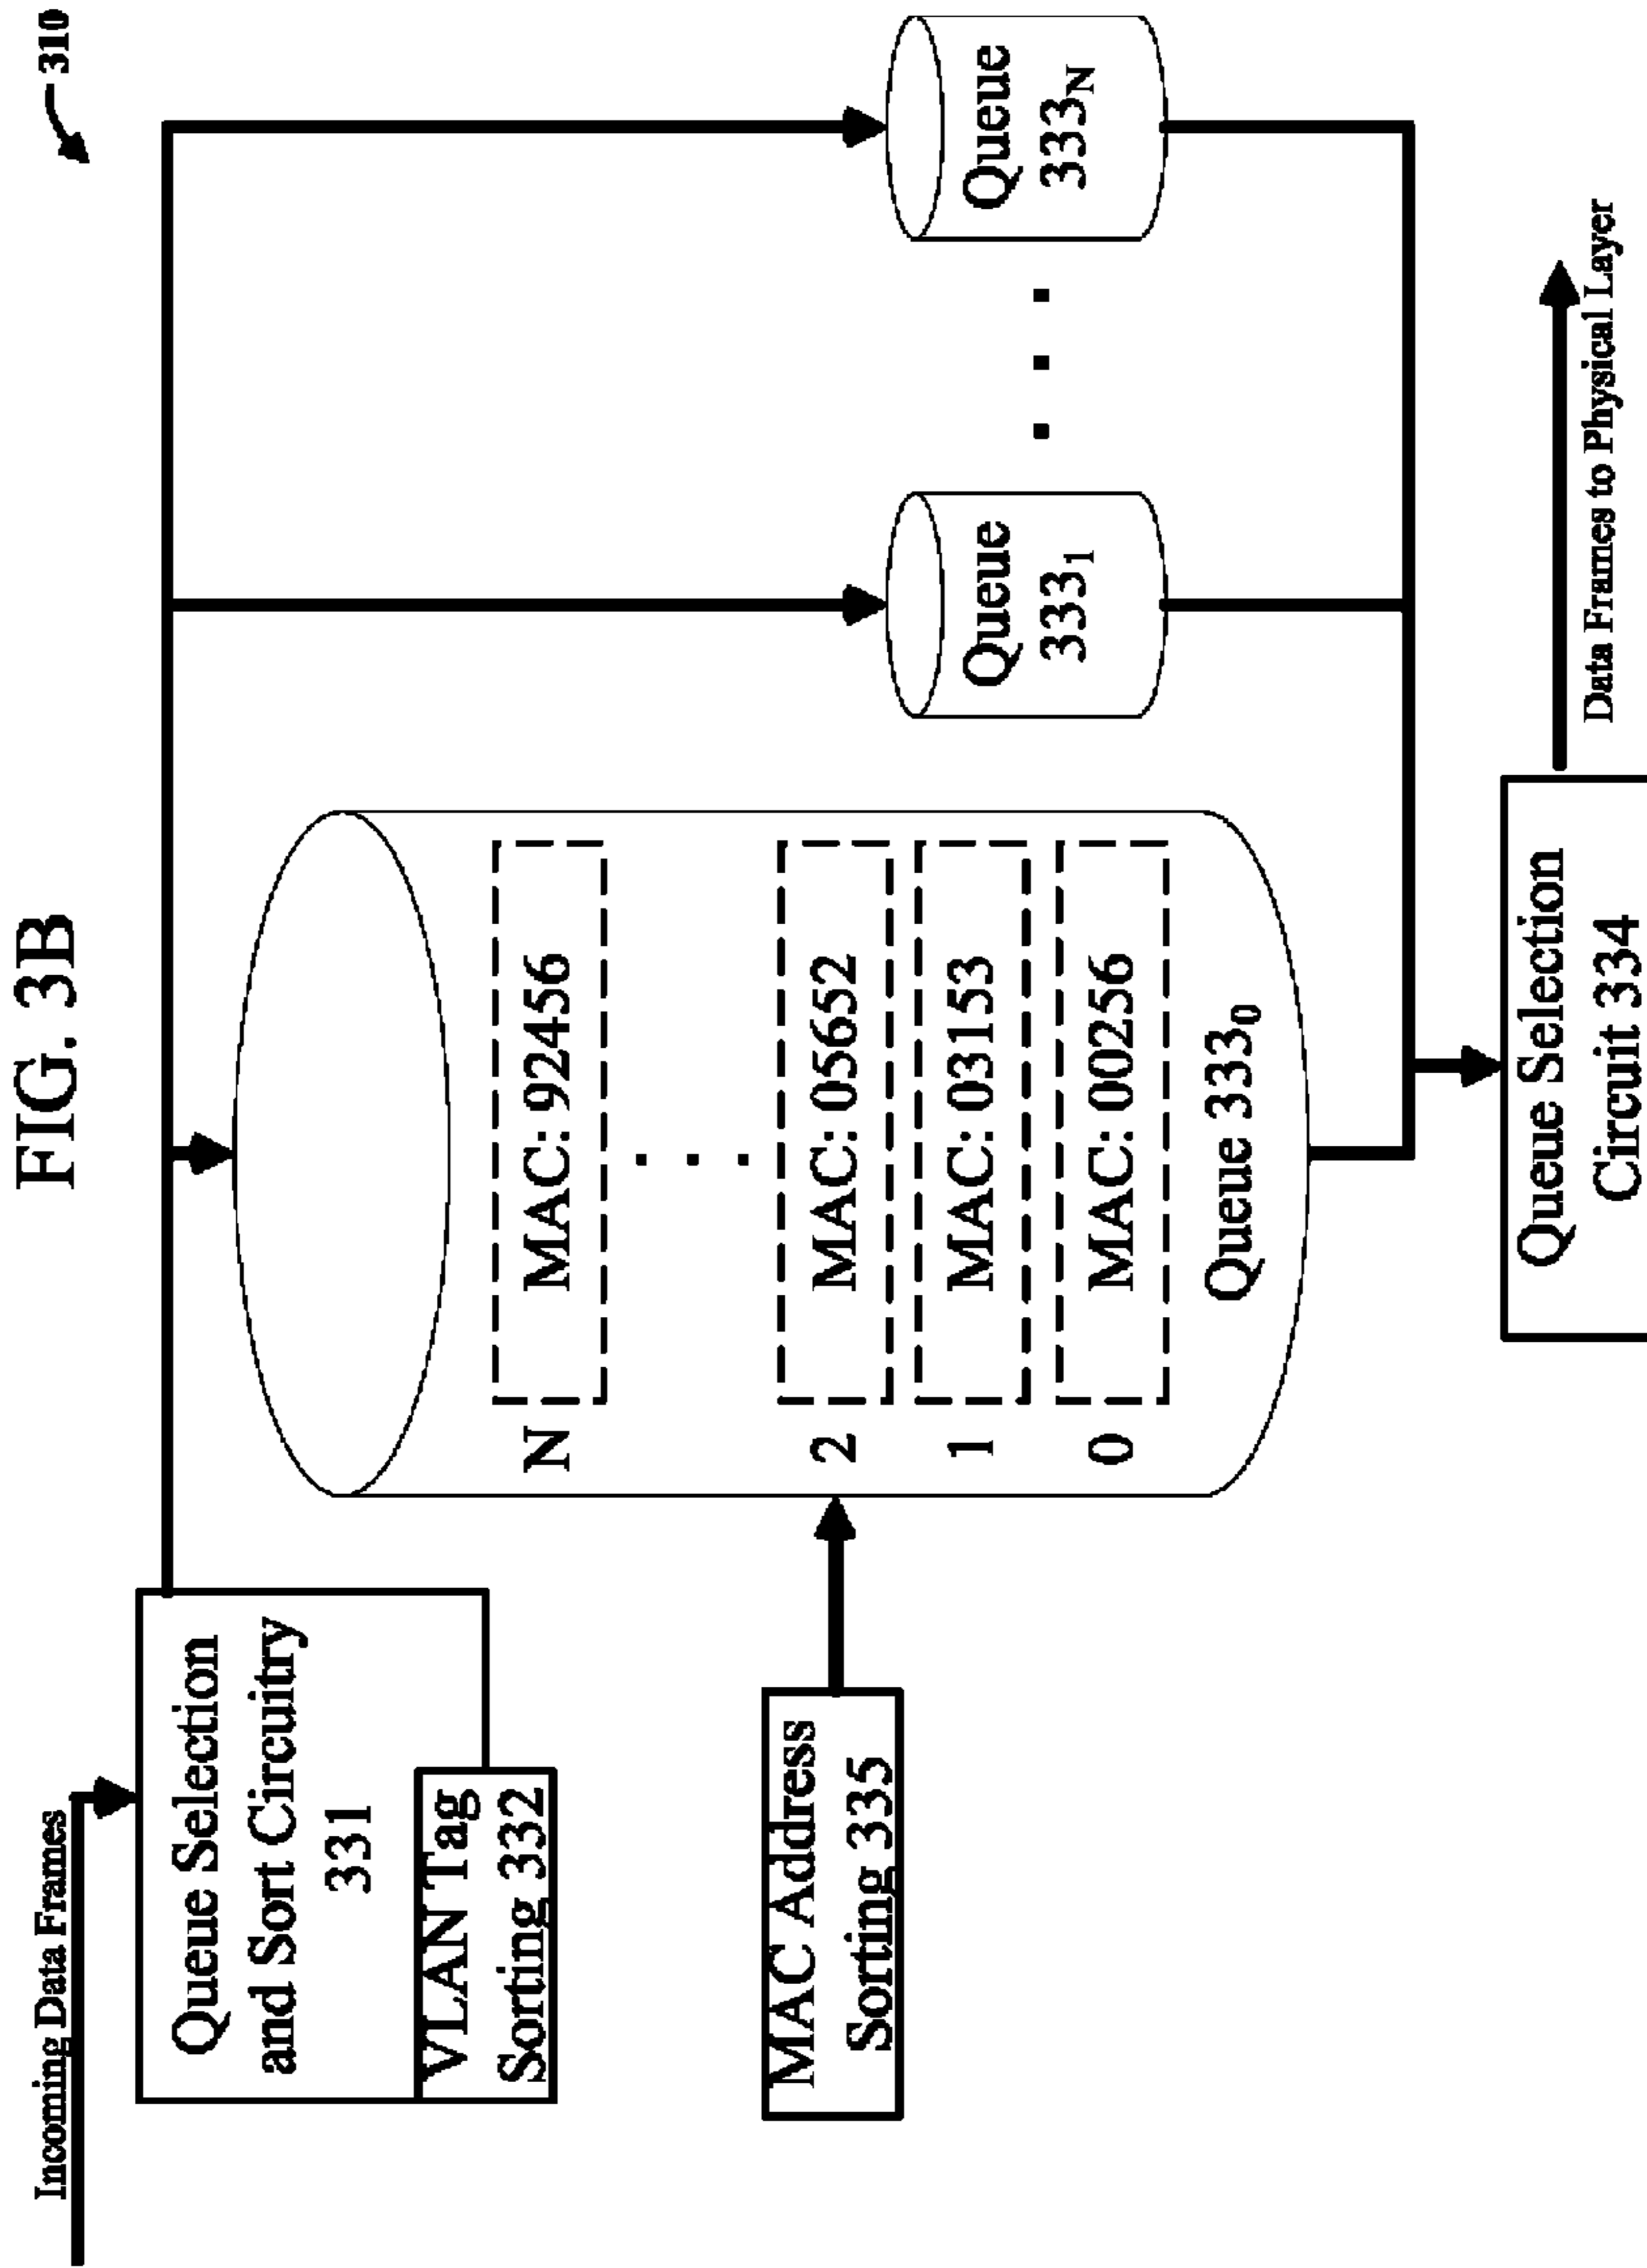 FIG. 3B
310
Incoming Data Frames
Queue Selection
and Sort Circuitry
331
VLAN Tag
Sorting 332
MAC Address
Sorting 335
N
MAC: 92456
2
MAC: 05652
1
MAC: 03153
0
MAC: 00256
Queue 333₀
Queue
333₁
Queue
333N
Queue Selection
Circuit 334
Data Frames to Physical Layer